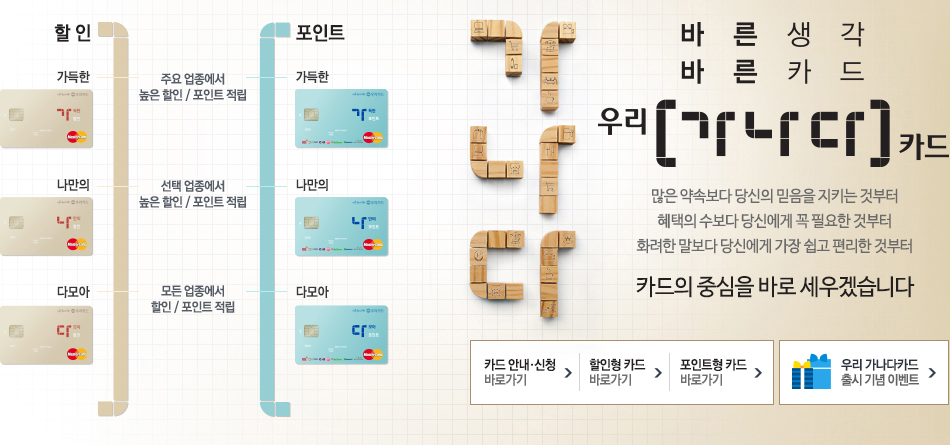 할인
포인트
가득한
주요 업종에서
높은 할인 / 포인트 적립
가득한
나만의
선택 업종에서
높은 할인 / 포인트 적립
나만의
다모아
모든 업종에서
할인 / 포인트 적립
다모아
가
나
다
바른생각
바른카드
우리 [가나다] 카드
많은 약속보다 당신의 믿음을 지키는 것부터
혜택의 수보다 당신에게 꼭 필요한 것부터
화려한 말보다 당신에게 가장 쉽고 편리한 것부터
카드의 중심을 바로 세우겠습니다
카드 안내·신청
바로가기
할인형 카드
바로가기
포인트형 카드
바로가기
우리 가나다카드
출시 기념 이벤트